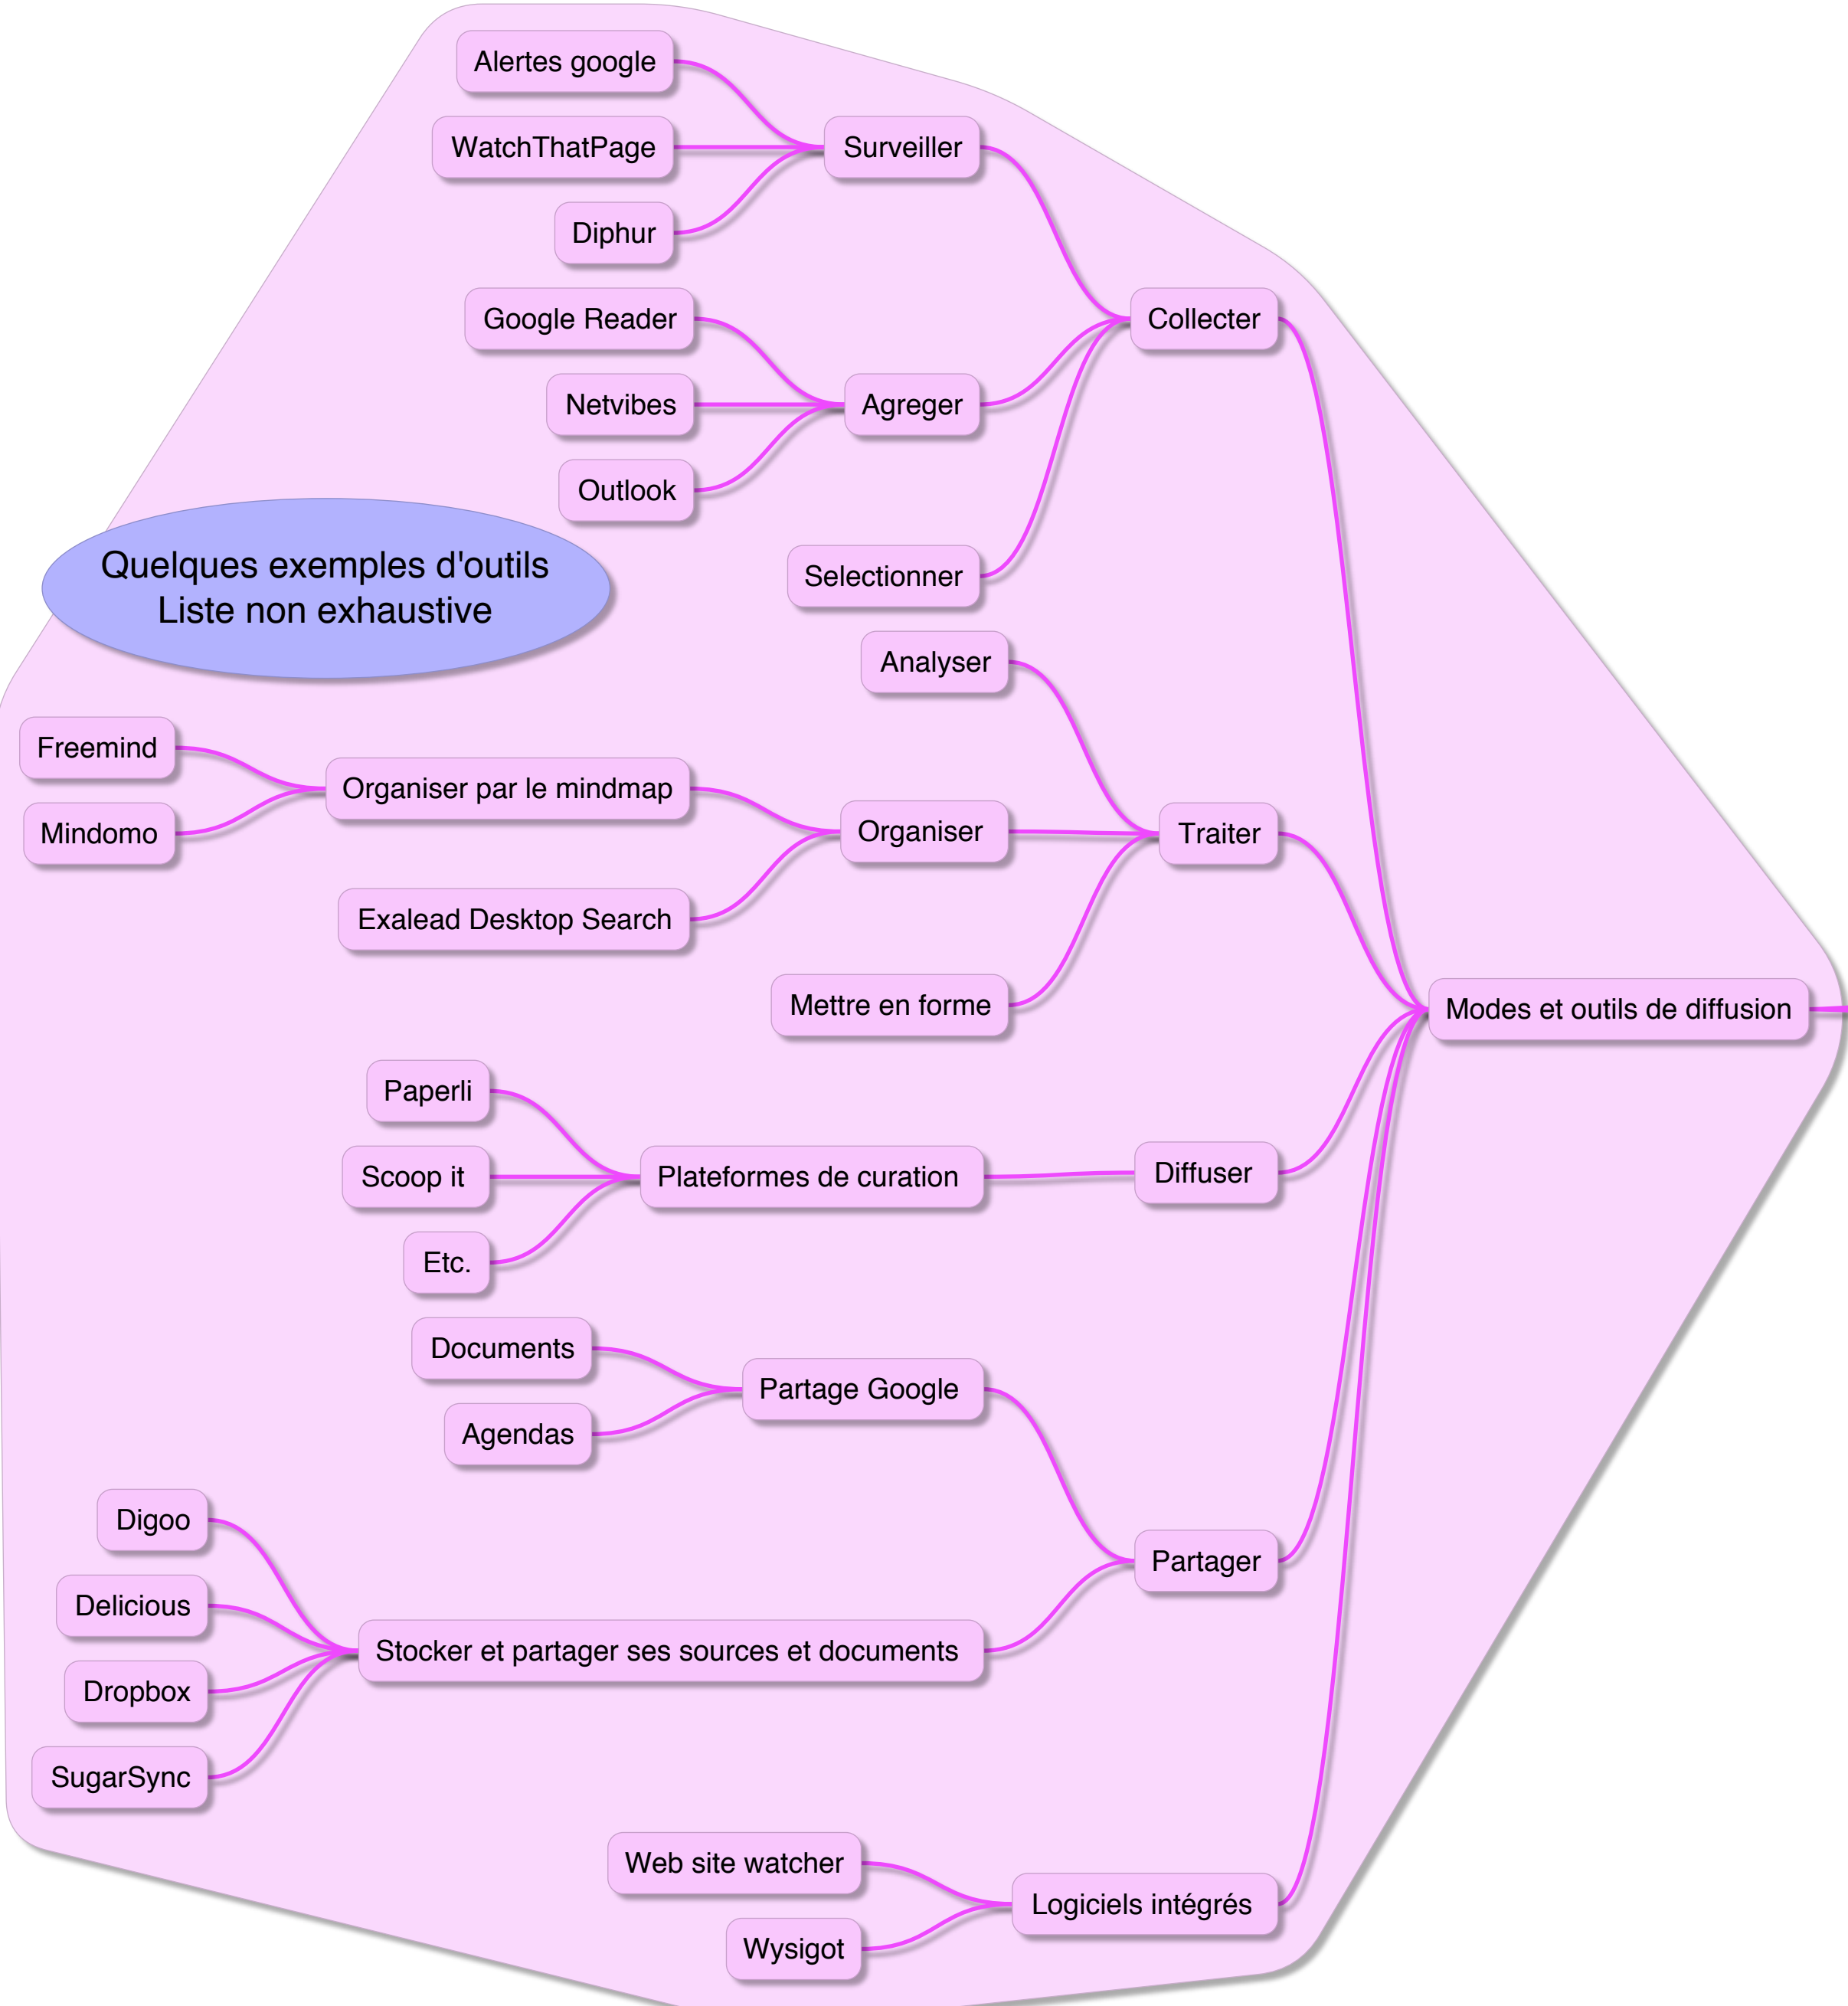 Alertes google
WatchThatPage
Surveiller
Diphur
Google Reader
Collecter
Netvibes
Agreger
Outlook
Quelques exemples d'outils
Liste non exhaustive
Selectionner
Analyser
Freemind
Organiser par le mindmap
Mindomo
Organiser
Traiter
Exalead Desktop Search
Mettre en forme
Modes et outils de diffusion
Paperli
Scoop it
Plateformes de curation
Diffuser
Etc.
Documents
Partage Google
Agendas
Digoo
Partager
Delicious
Stocker et partager ses sources et documents
Dropbox
SugarSync
Web site watcher
Logiciels intégrés
Wysigot